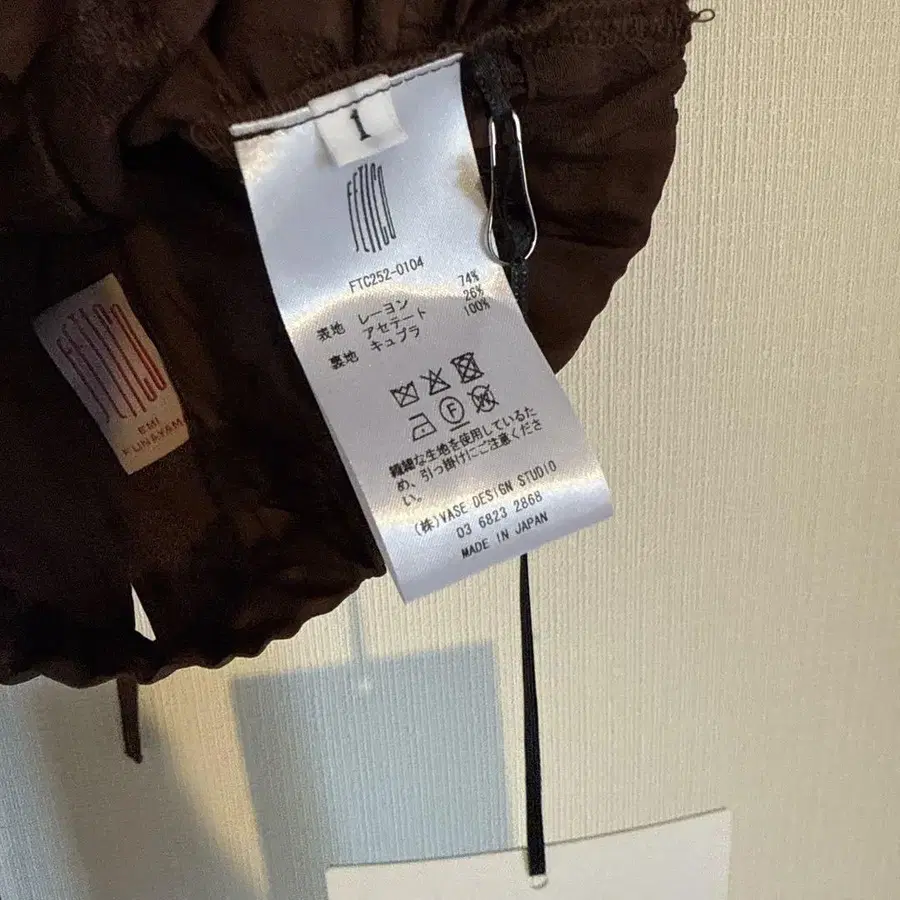 1
FETICO
FTC252-0104
表地 レーヨン 74%
アセテート 26%
裏地 キュプラ 100%
F
繊細な生地を使用しているた
め、引っ掛けにご注意くださ
い。
(株)VASE DESIGN STUDIO
03 6823 2868
MADE IN JAPAN
FETICO
EMI
FUNAYAM